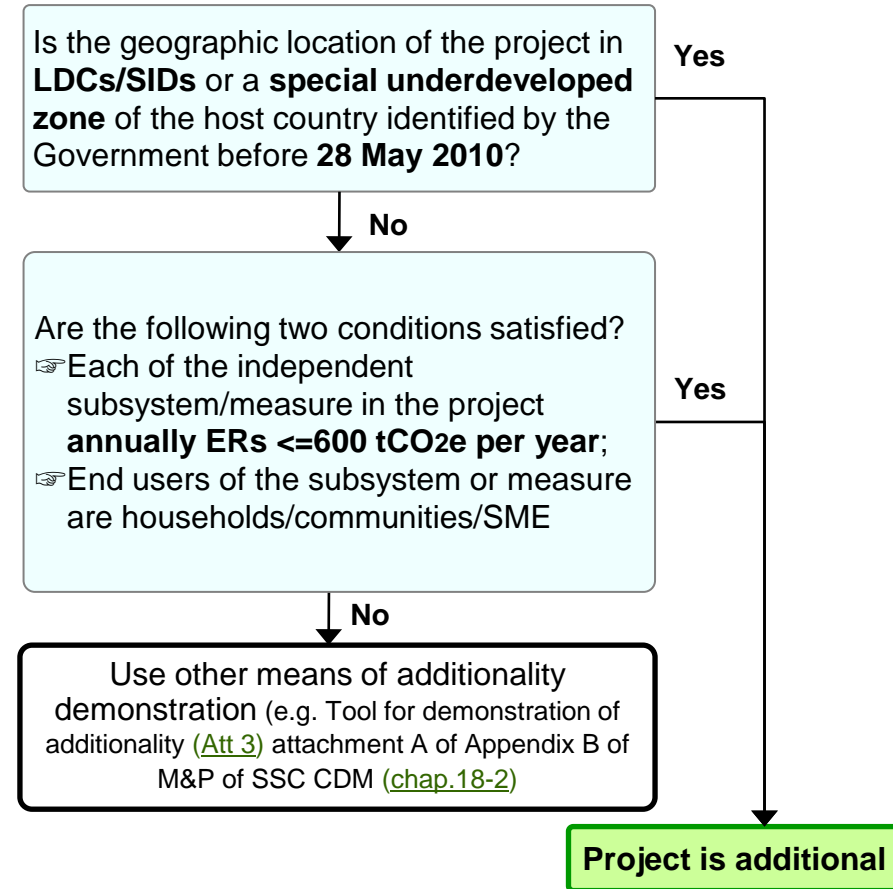 Is the geographic location of the project in
LDCs/SIDs or a special underdeveloped
zone of the host country identified by the
Government before 28 May 2010?
Yes
No
Are the following two conditions satisfied?
☞Each of the independent
subsystem/measure in the project
annually ERs <=600 tCO2e per year;
☞End users of the subsystem or measure
are households/communities/SME
Yes
No
Use other means of additionality
demonstration (e.g. Tool for demonstration of
additionality (Att 3) attachment A of Appendix B of
M&P of SSC CDM (chap.18-2)
Project is additional